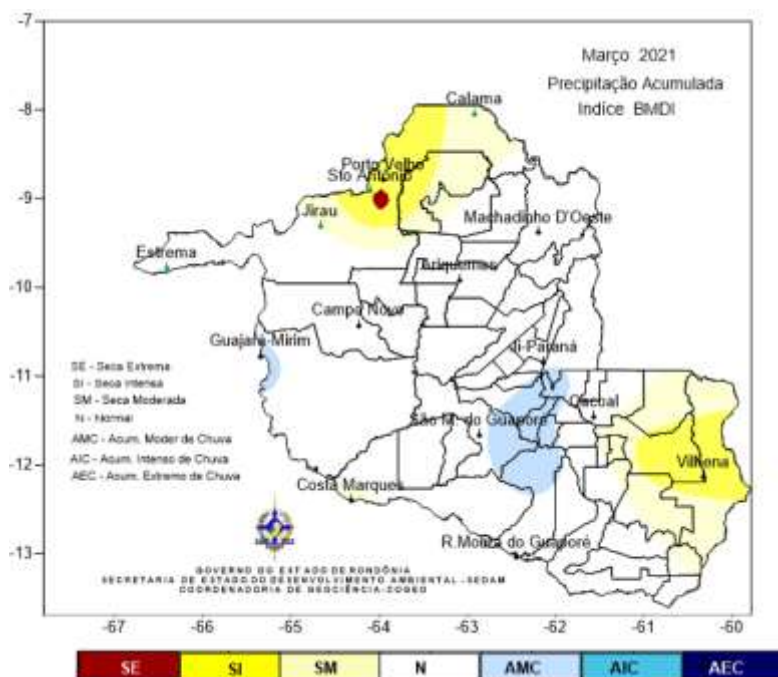 Março 2021
Precipitação Acumulada
Indíce BMDI
-7
-8
-9
-10
-11
-12
-13
Calama
Porto Velho
Sto Antônio
Jirau
Machadinho D'Oeste
Estrema
Ariquemes
Campo Novo
Guajará-Mirim
Ji-Paraná
Cacoal
São M. do Guaporé
Vilhena
Costa Marques
R.Moura do Guaporé
SE - Seca Extrema
SI - Seca Intensa
SM - Seca Moderada
N - Normal
AMC - Acum. Moder de Chuva
AIC - Acum. Intenso de Chuva
AEC - Acum. Extremo de Chuva
GOVERNO DO ESTADO DE RONDÔNIA
SECRETARIA DE ESTADO DO DESENVOLVIMENTO AMBIENTAL -SEDAM
COORDENADORIA DE GEOCIÊNCIA-COGEO
-67 -66 -65 -64 -63 -62 -61 -60
SE SI SM N AMC AIC AEC